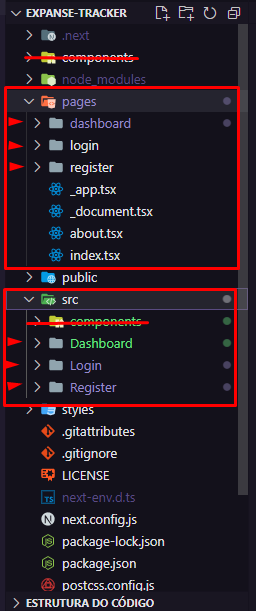 EXPANSE-TRACKER
.next
components
node_modules
pages
dashboard
login
register
_app.tsx
_document.tsx
about.tsx
index.tsx
public
src
components
Dashboard
Login
Register
styles
.gitattributes
.gitignore
LICENSE
TS next-env.d.ts
N next.config.js
package-lock.json
package.json
postcss.config.js
ESTRUTURA DO CÓDIGO